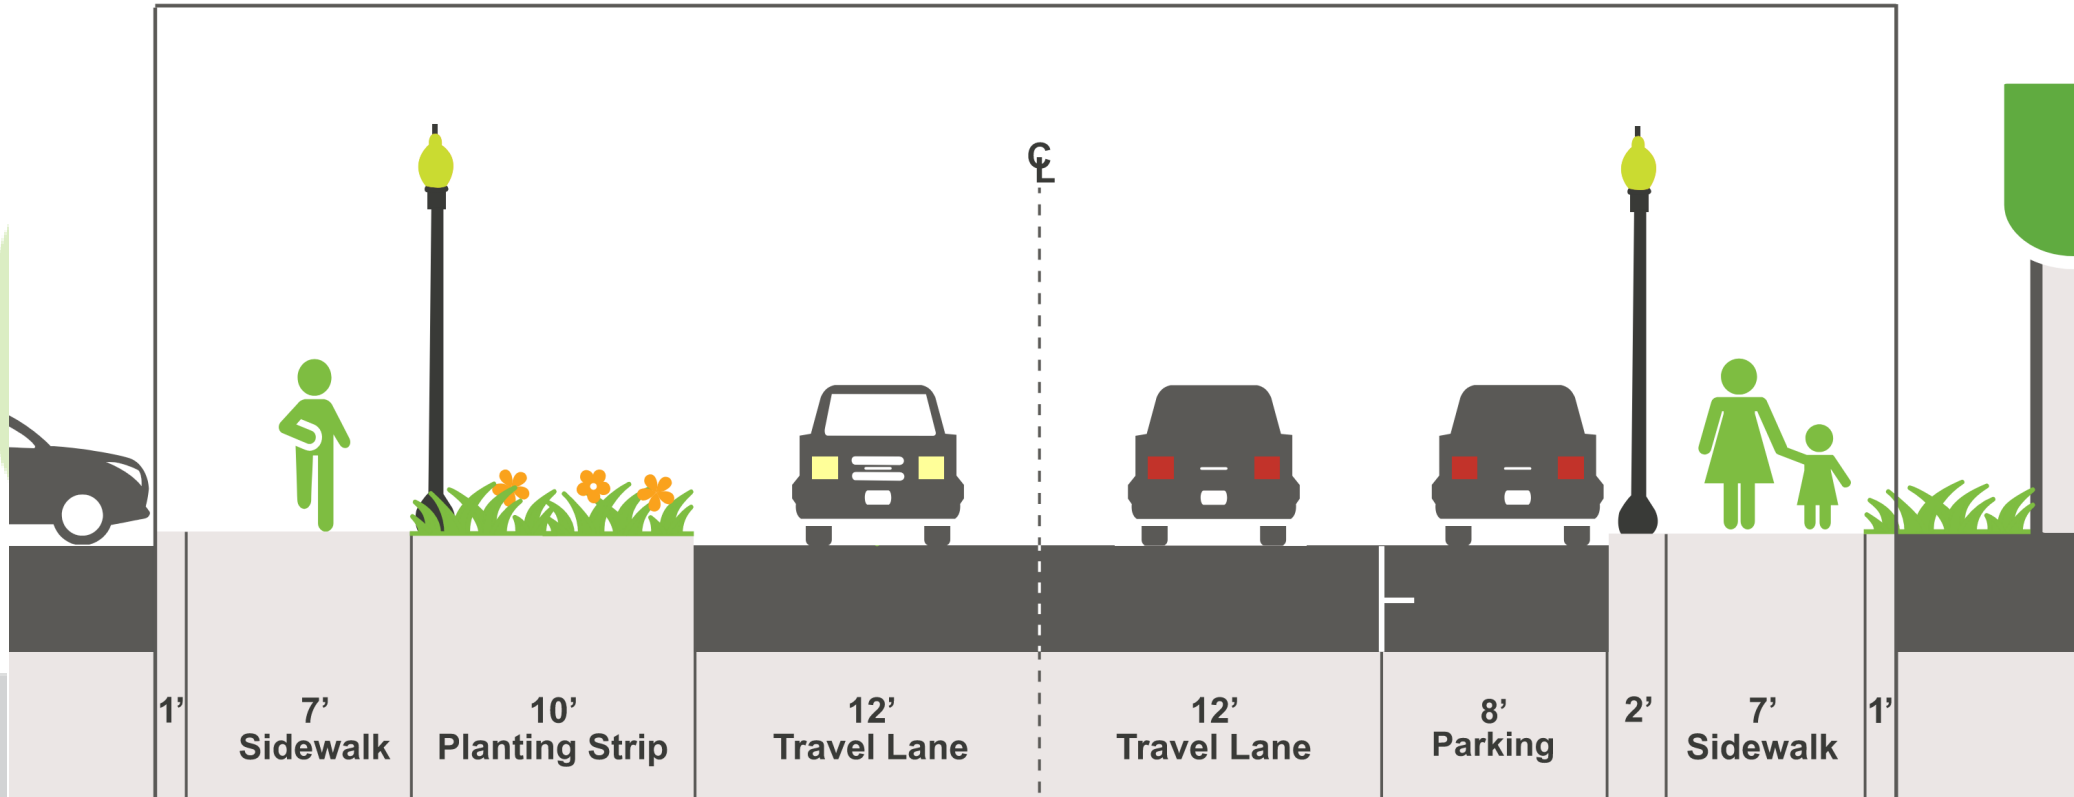 ℄
1’
7’
Sidewalk
10’
Planting Strip
12’
Travel Lane
12’
Travel Lane
8’
Parking
2’
7’
Sidewalk
1’